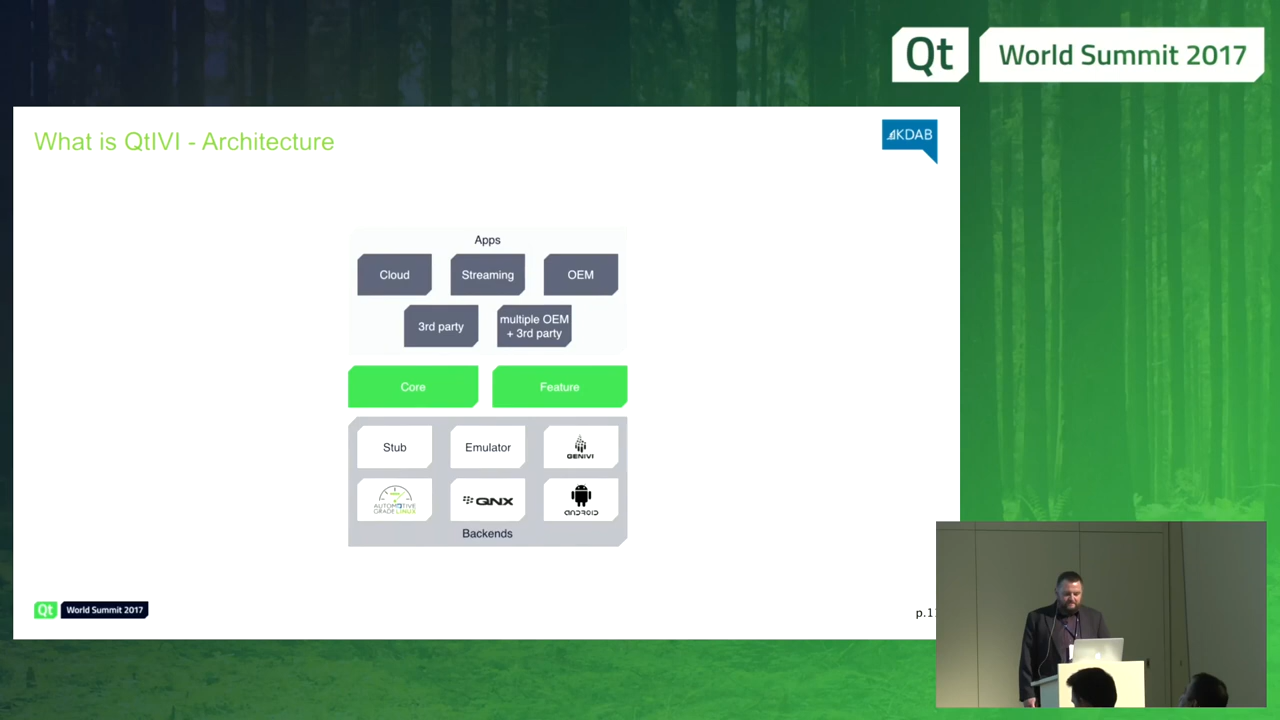 Qt World Summit 2017
What is QtIVI - Architecture
KDAB
Apps
Cloud
Streaming
OEM
3rd party
multiple OEM
+ 3rd party
Core
Feature
Stub
Emulator
GENIVI
AUTOMOTIVE
GRADE LINUX
QNX
ANDROID
Backends
Qt World Summit 2017
p.1